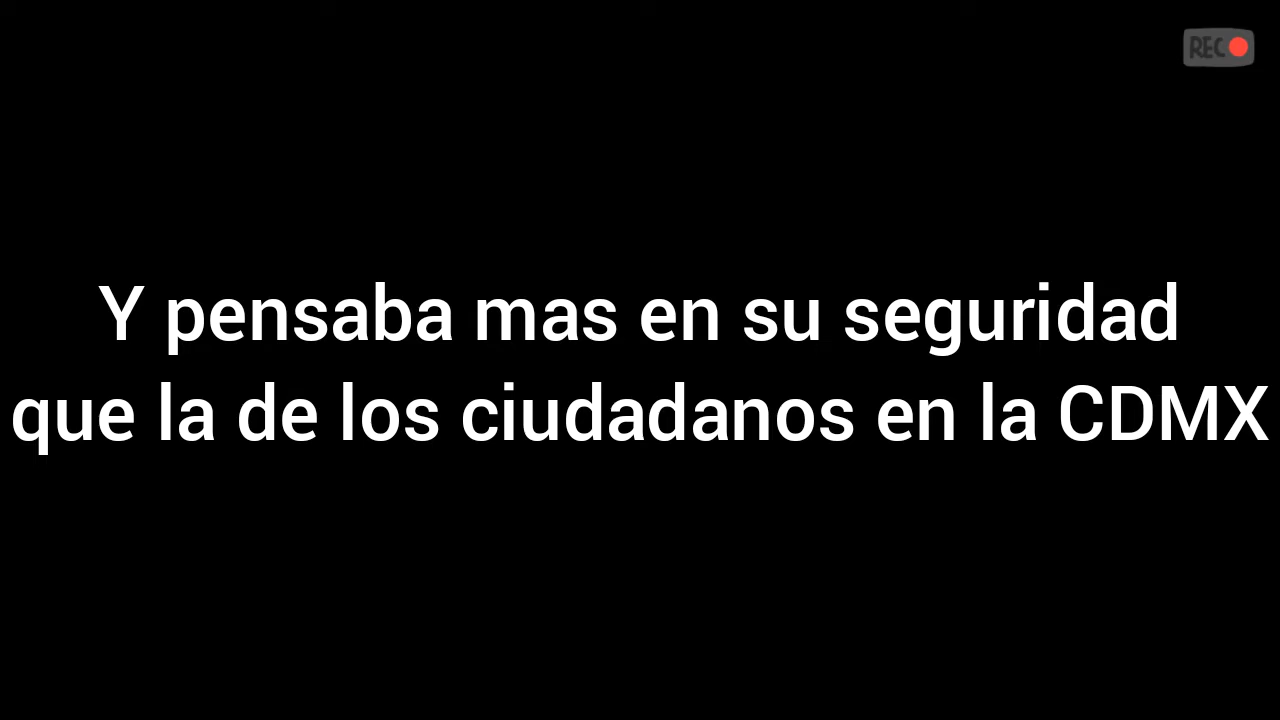 REC
Y pensaba mas en su seguridad
que la de los ciudadanos en la CDMX